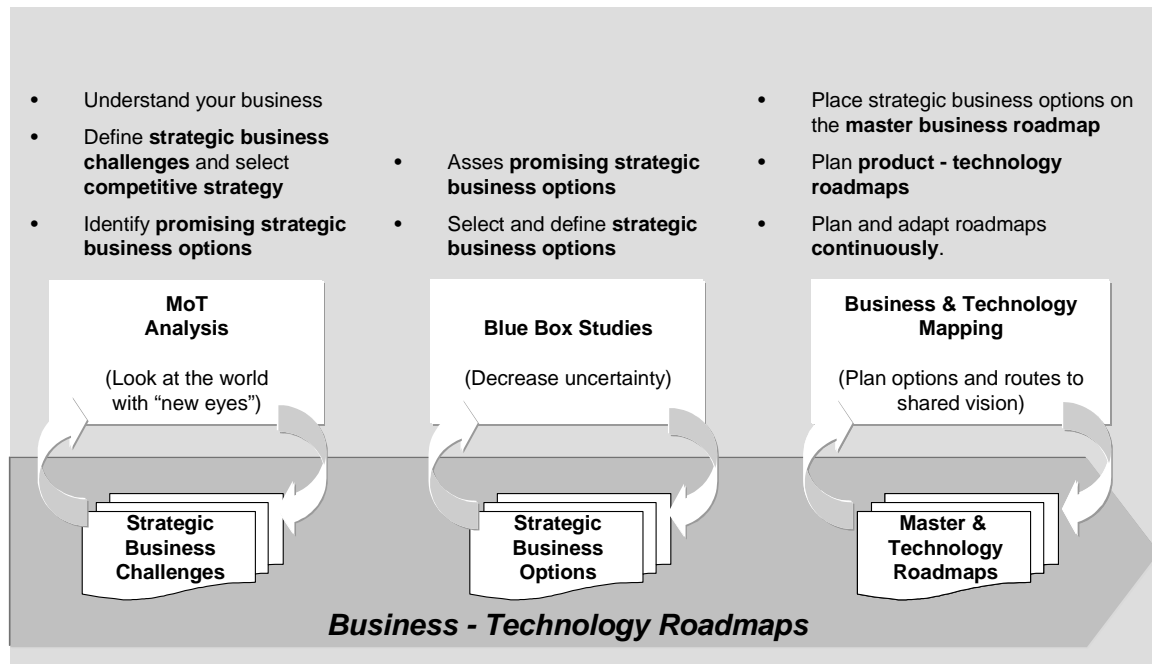 • Understand your business
• Define strategic business
challenges and select
competitive strategy
• Identify promising strategic
business options
• Asses promising strategic
business options
• Select and define strategic
business options
• Place strategic business options on
the master business roadmap
• Plan product - technology
roadmaps
• Plan and adapt roadmaps
continuously.
MoT
Analysis
(Look at the world
with “new eyes”)
Blue Box Studies
(Decrease uncertainty)
Business & Technology
Mapping
(Plan options and routes to
shared vision)
Strategic
Business
Challenges
Strategic
Business
Options
Master &
Technology
Roadmaps
Business - Technology Roadmaps